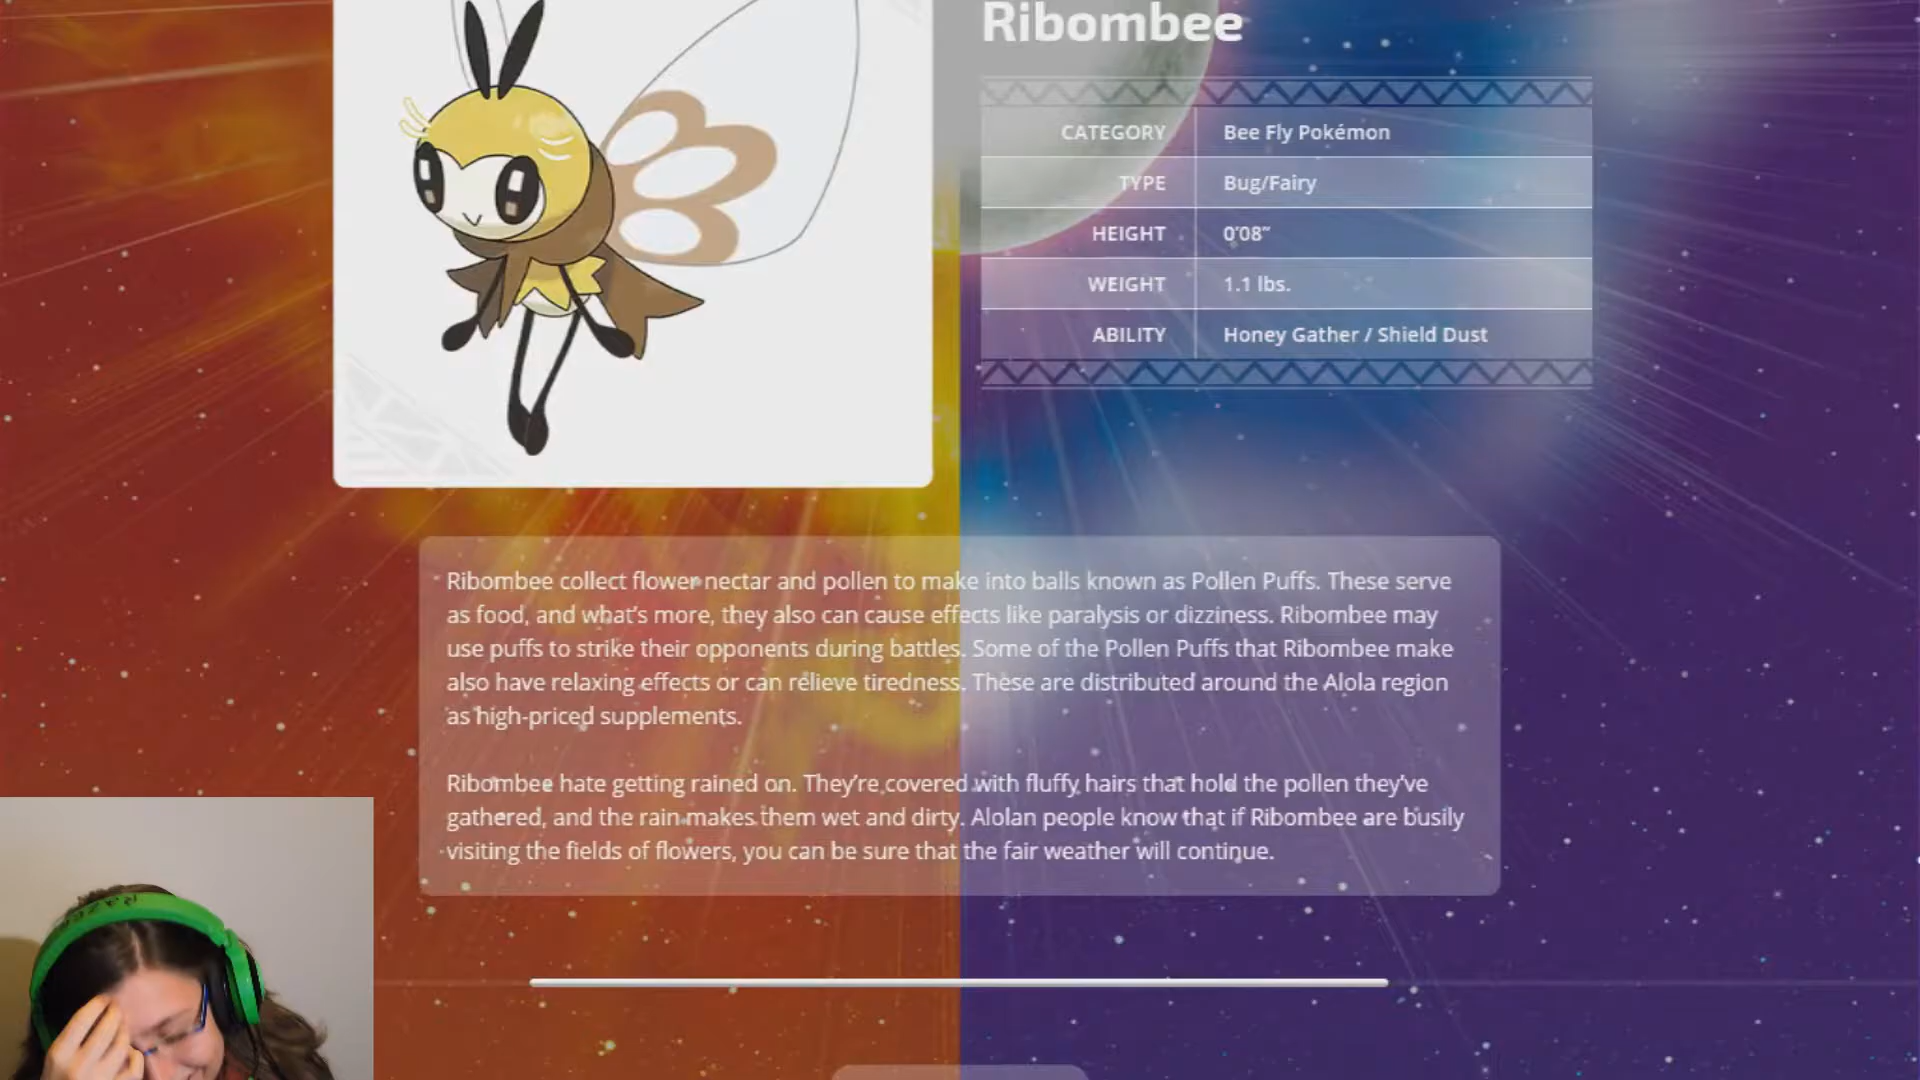 Ribombee
CATEGORY Bee Fly Pokémon
TYPE Bug/Fairy
HEIGHT 0'08"
WEIGHT 1.1 lbs.
ABILITY Honey Gather / Shield Dust
Ribombee collect flower nectar and pollen to make into balls known as Pollen Puffs. These serve
as food, and what's more, they also can cause effects like paralysis or dizziness. Ribombee may
use puffs to strike their opponents during battles. Some of the Pollen Puffs that Ribombee make
also have relaxing effects or can relieve tiredness. These are distributed around the Alola region
as high-priced supplements.
Ribombee hate getting rained on. They're covered with fluffy hairs that hold the pollen they've
gathered, and the rain makes them wet and dirty. Alolan people know that if Ribombee are busily
visiting the fields of flowers, you can be sure that the fair weather will continue.
RAZER